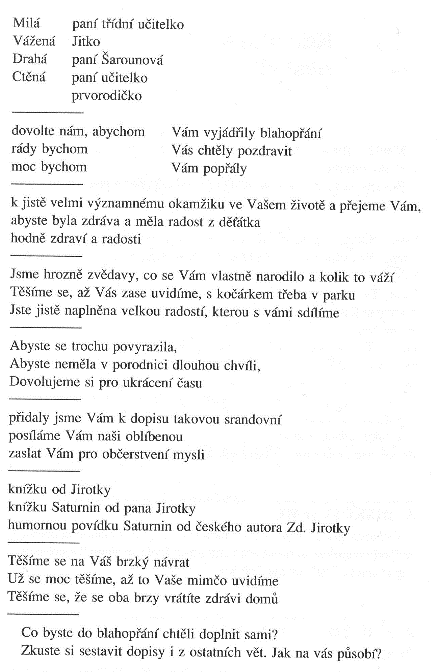 Milá paní třídní učitelko
Vážená Jitko
Drahá paní Šarounová
Ctěná paní učitelko
prvorodičko
dovolte nám, abychom Vám vyjádřily blahopřání
rády bychom Vás chtěly pozdravit
moc bychom Vám popřály
k jistě velmi významnému okamžiku ve Vašem životě a přejeme Vám,
abyste byla zdráva a měla radost z děťátka
hodně zdraví a radosti
Jsme hrozně zvědavy, co se Vám vlastně narodilo a kolik to váží
Těšíme se, až Vás zase uvidíme, s kočárkem třeba v parku
Jste jistě naplněna velkou radostí, kterou s vámi sdílíme
Abyste se trochu povyrazila,
Abyste neměla v porodnici dlouhou chvíli,
Dovolujeme si pro ukrácení času
přidaly jsme Vám k dopisu takovou srandovní
posíláme Vám naši oblíbenou
zaslat Vám pro občerstvení mysli
knížku od Jirotky
knížku Saturnin od pana Jirotky
humornou povídku Saturnin od českého autora Zd. Jirotky
Těšíme se na Váš brzký návrat
Už se moc těšíme, až to Vaše mimčo uvidíme
Těšíme se, že se oba brzy vrátíte zdrávi domů
Co byste do blahopřání chtěli doplnit sami?
Zkuste si sestavit dopisy i z ostatních vět. Jak na vás působí?